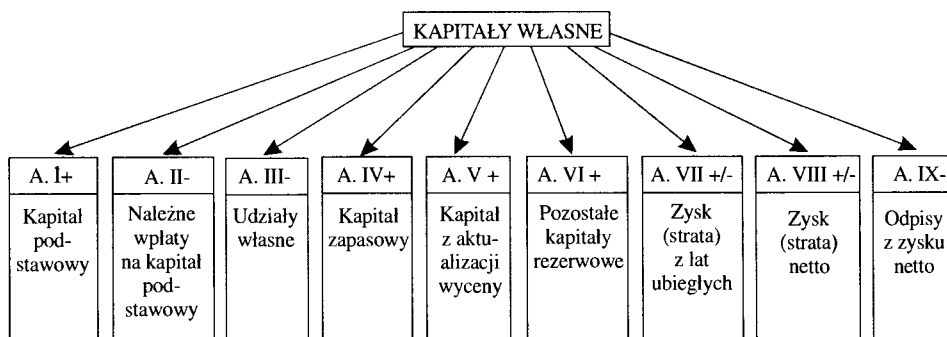 KAPITAŁY WŁASNE
A. I+
Kapitał
pod-
stawowy
A. II-
Należne
wpłaty
na kapitał
pod-
stawowy
A. III-
Udziały
własne
A. IV+
Kapitał
zapasowy
A. V +
Kapitał
z aktu-
alizacji
wyceny
A. VI +
Pozostałe
kapitały
rezerwowe
A. VII +/-
Zysk
(strata)
z lat
ubiegłych
A. VIII +/-
Zysk
(strata)
netto
A. IX-
Odpisy
z zysku
netto